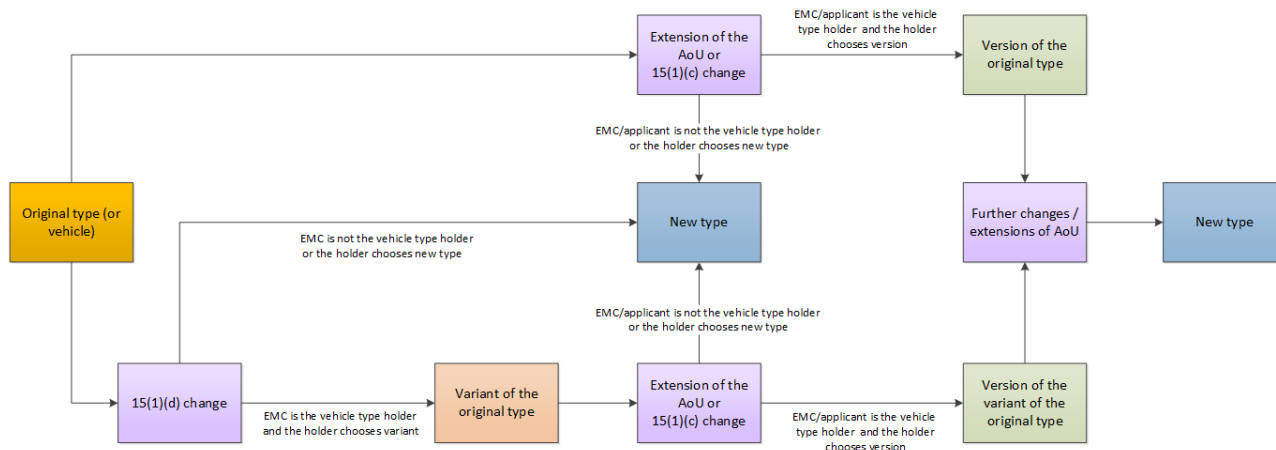 EMC/applicant is the vehicle
type holder and the holder
chooses version
Extension of the
AoU or
15(1)(c) change
Version of the
original type
EMC/applicant is not the vehicle type holder
or the holder chooses new type
Original type (or
vehicle)
New type
Further changes /
extensions of AoU
New type
EMC is not the vehicle type holder
or the holder chooses new type
EMC/applicant is not the vehicle type holder
or the holder chooses new type
15(1)(d) change
EMC is the vehicle type holder
and the holder chooses variant
Variant of the
original type
Extension of the
AoU or
15(1)(c) change
EMC/applicant is the vehicle
type holder and the holder
chooses version
Version of the
variant of the
original type